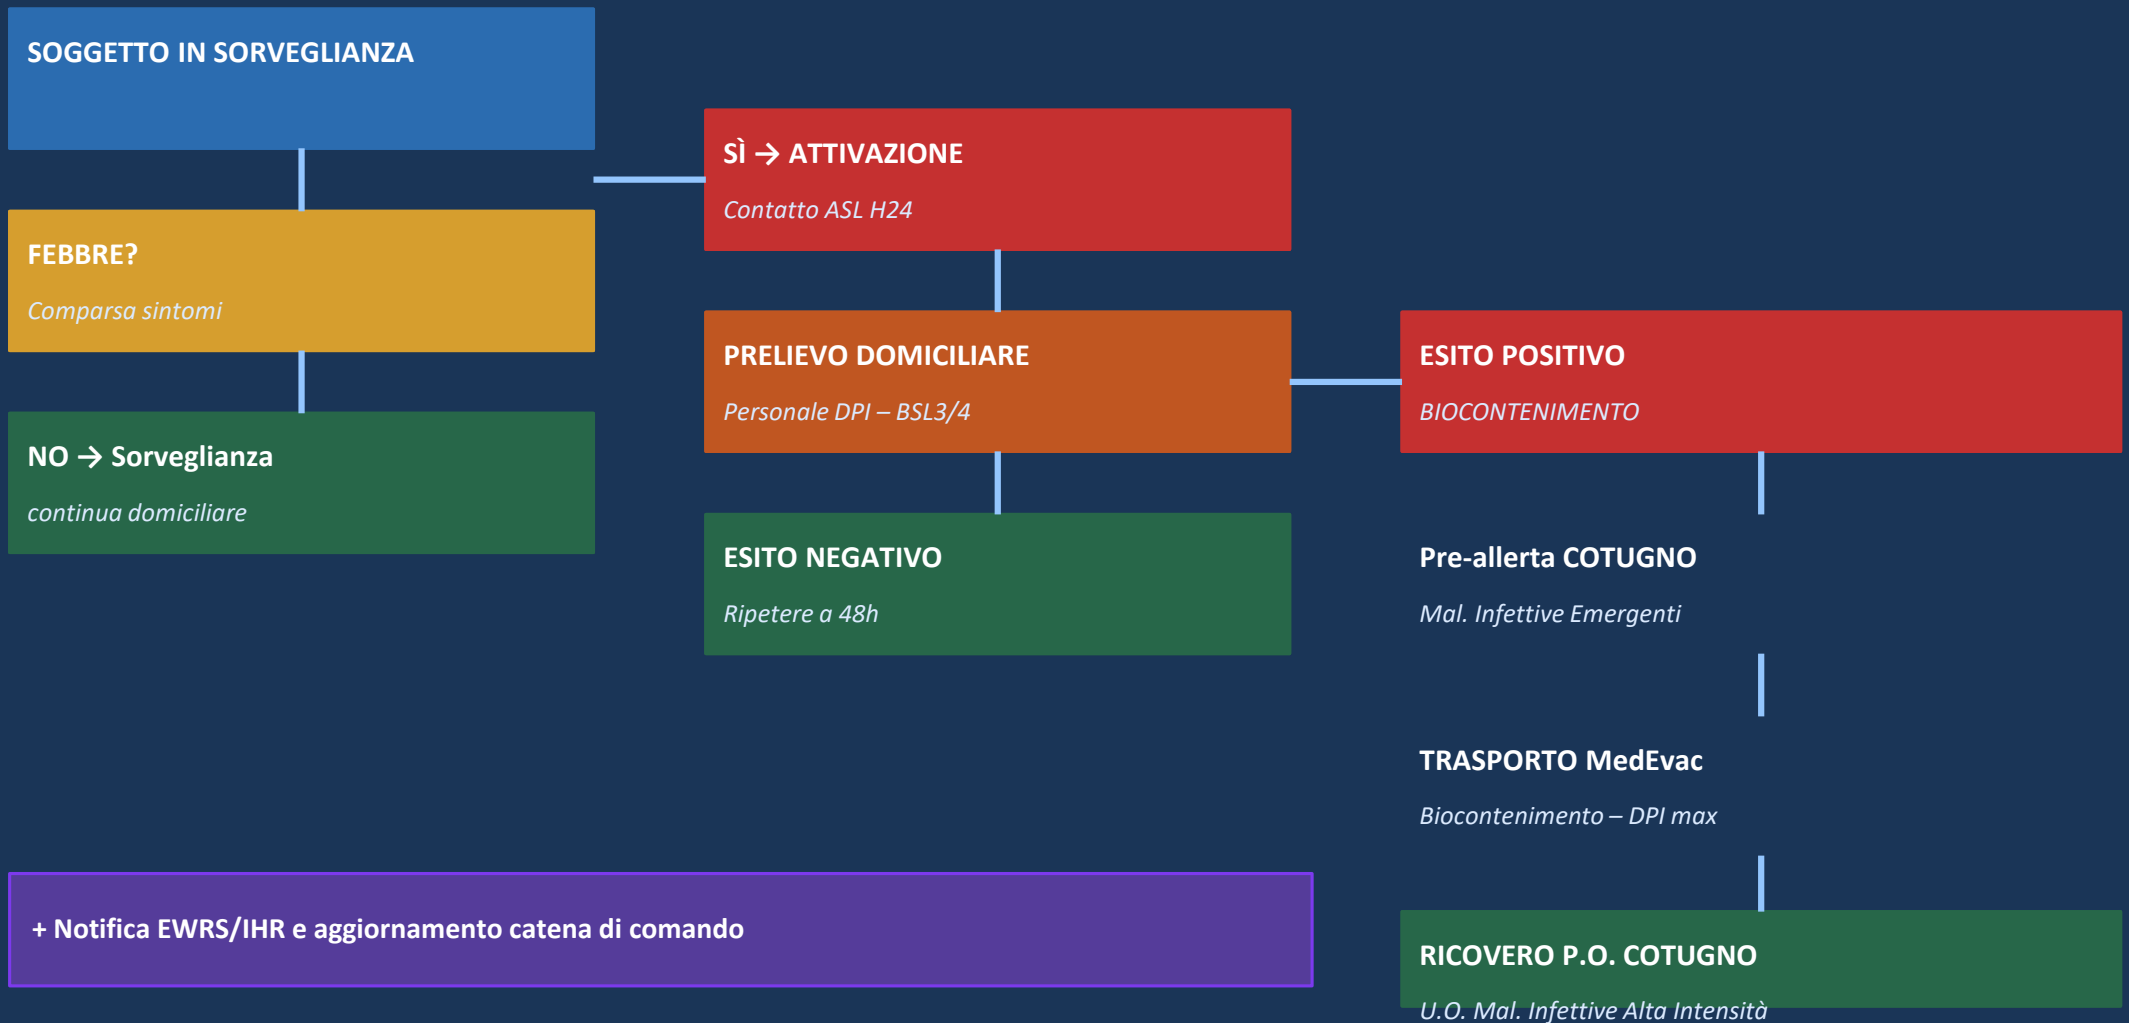 SOGGETTO IN SORVEGLIANZA
FEBBRE?
Comparsa sintomi
NO → Sorveglianza
continua domiciliare
SÌ → ATTIVAZIONE
Contatto ASL H24
PRELIEVO DOMICILIARE
Personale DPI – BSL3/4
ESITO NEGATIVO
Ripetere a 48h
ESITO POSITIVO
BIOCONTENIMENTO
Pre-allerta COTUGNO
Mal. Infettive Emergenti
TRASPORTO MedEvac
Biocontenimento – DPI max
RICOVERO P.O. COTUGNO
U.O. Mal. Infettive Alta Intensità
+ Notifica EWRS/IHR e aggiornamento catena di comando